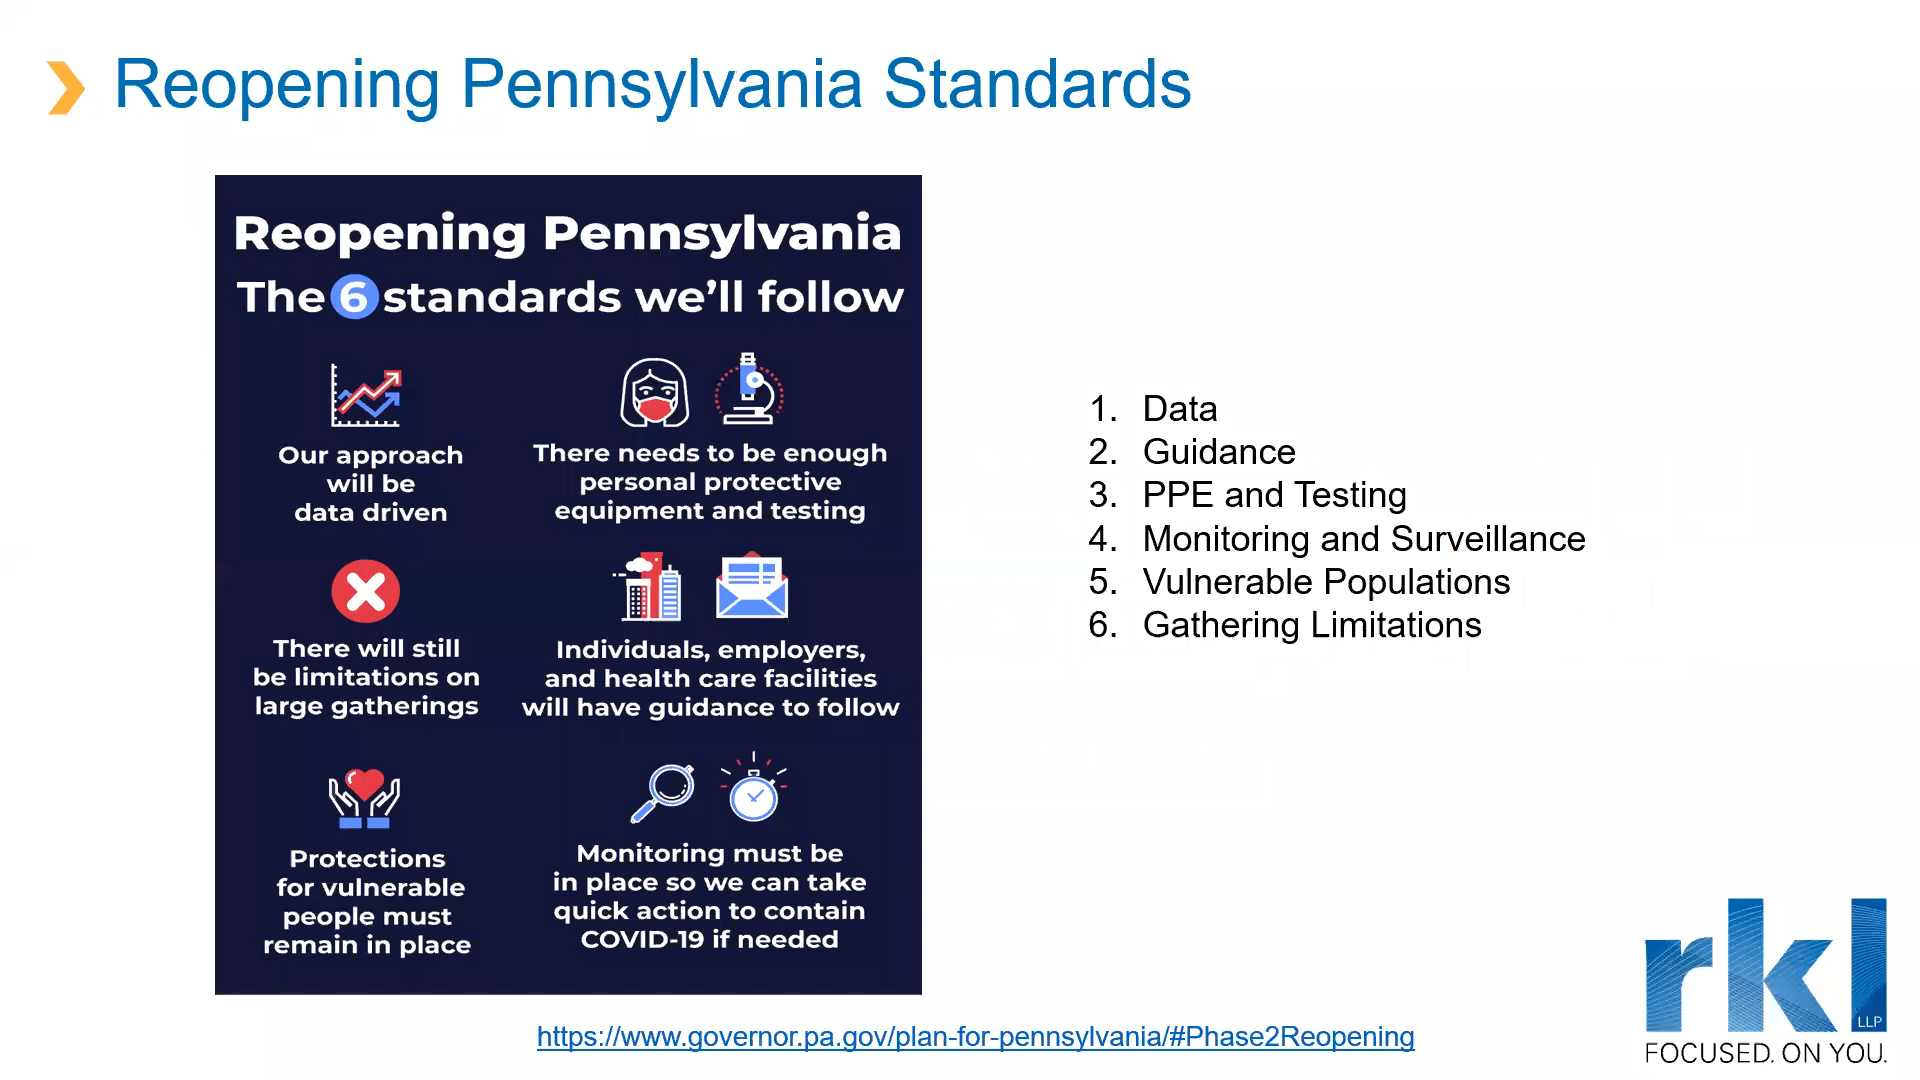 Reopening Pennsylvania Standards
Reopening Pennsylvania
The 6 standards we'll follow
Our approach
will be
data driven
There needs to be enough
personal protective
equipment and testing
There will still
be limitations on
large gatherings
Individuals, employers,
and health care facilities
will have guidance to follow
Protections
for vulnerable
people must
remain in place
Monitoring must be
in place so we can take
quick action to contain
COVID-19 if needed
1. Data
2. Guidance
3. PPE and Testing
4. Monitoring and Surveillance
5. Vulnerable Populations
6. Gathering Limitations
https://www.governor.pa.gov/plan-for-pennsylvania/#Phase2Reopening
rkl
LLP
FOCUSED. ON YOU.